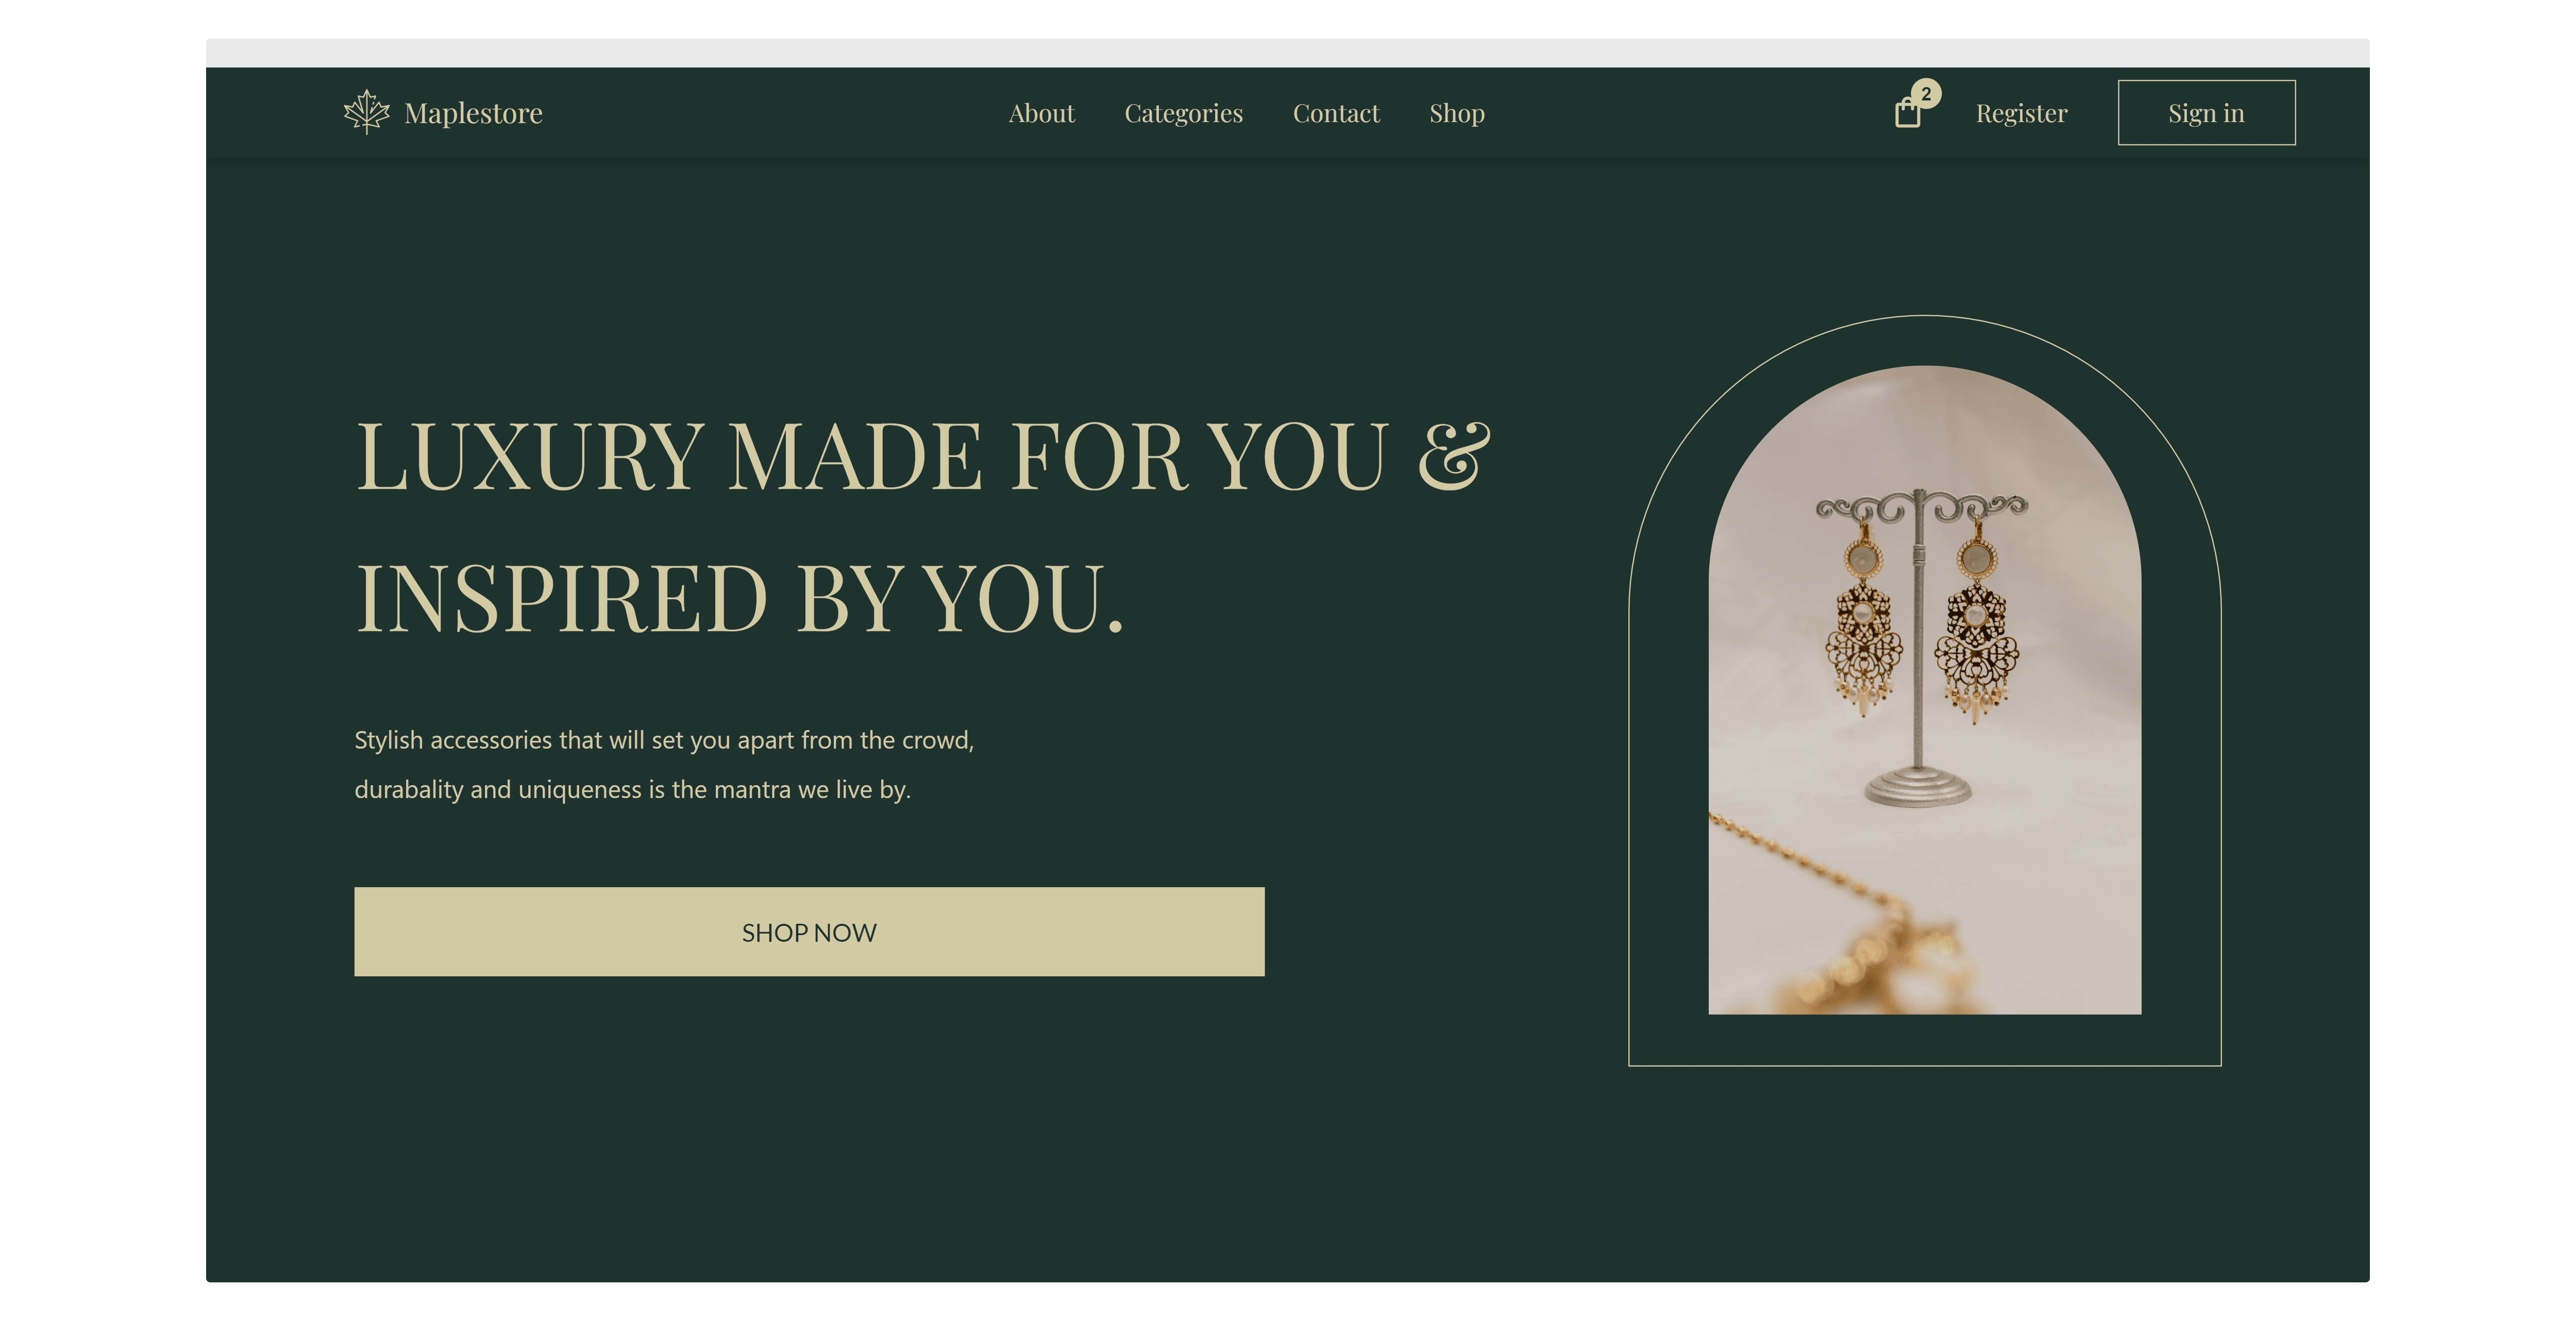 Maplestore
About Categories Contact Shop
2
Register
Sign in
LUXURY MADE FOR YOU &
INSPIRED BY YOU.
Stylish accessories that will set you apart from the crowd,
durabality and uniqueness is the mantra we live by.
SHOP NOW